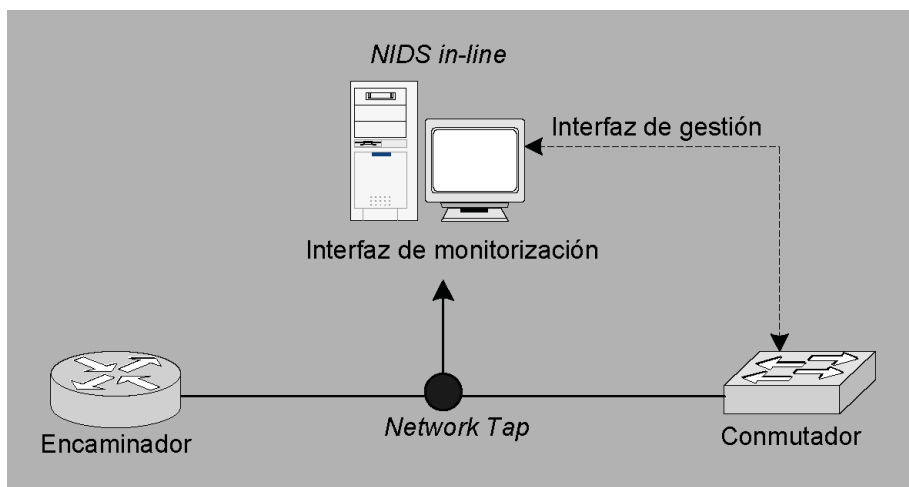 NIDS in-line
Interfaz de gestión
Interfaz de monitorización
Network Tap
Encaminador
Conmutador